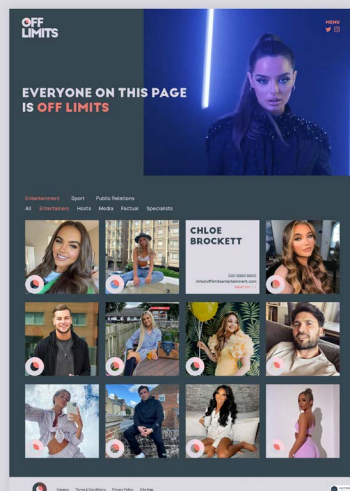 OFF
LIMITS
MENU
EVERYONE ON THIS PAGE
IS OFF LIMITS
Entertainment Sport Public Relations
All Entertainers Hosts Media Factual Specialists
CHLOE
BROCKETT
Careers Terms & Conditions Privacy Policy Site Map